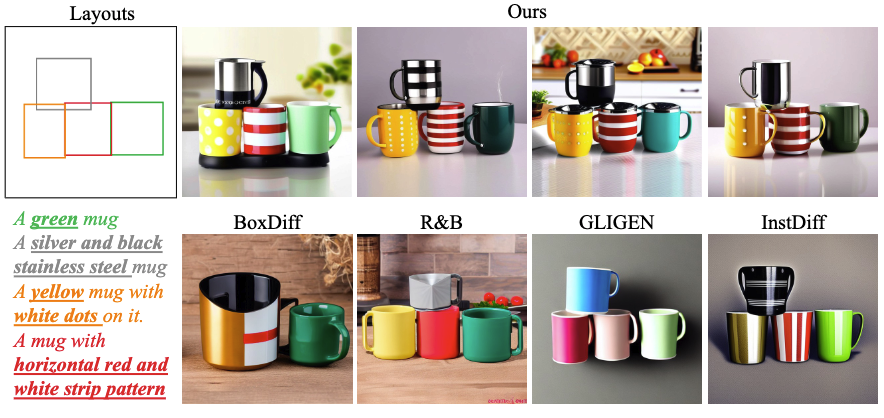 Layouts
Ours
A green mug
A silver and black
stainless steel mug
A yellow mug with
white dots on it.
A mug with
horizontal red and
white strip pattern
BoxDiff
R&B
GLIGEN
InstDiff